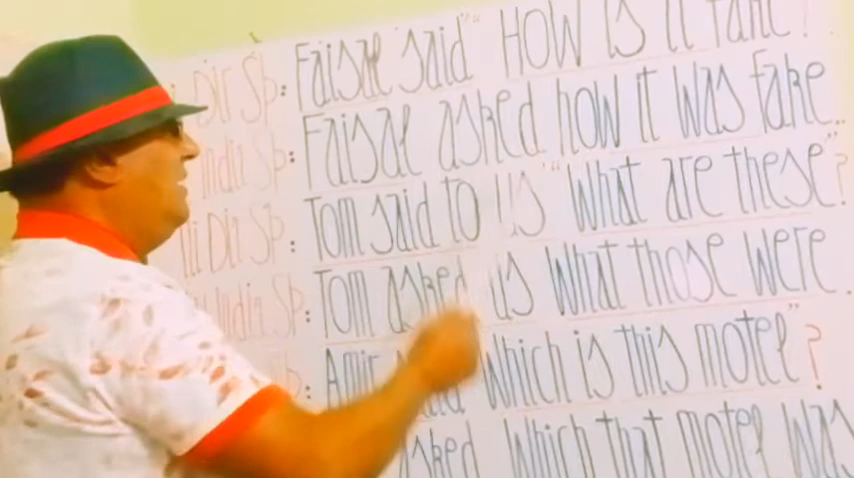 Dir Sp: Faisal said" How is it fake?
Indir Sp: Faisal asked how it was fake..
Dir Sp: Tom said to us "What are these"?
Indir Sp: Tom asked us what those were.
: Amir said "Which is this motel"?
asked which that motel was